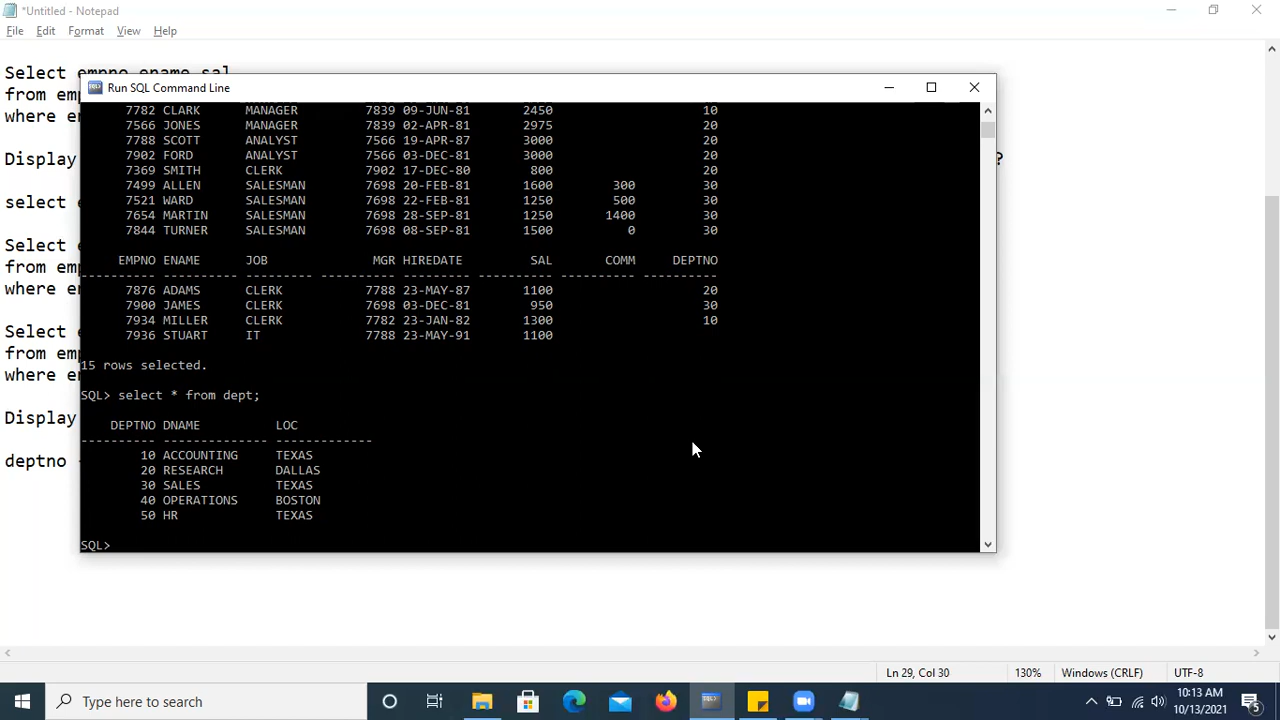 *Untitled - Notepad
File Edit Format View Help
Select empno ename sal
from emp
where en
Display ?
select e
Select e
from emp
where en
Select e
from emp
where en
Display
deptno
Run SQL Command Line
7782 CLARK MANAGER 7839 09-JUN-81 2450 10
7566 JONES MANAGER 7839 02-APR-81 2975 20
7788 SCOTT ANALYST 7566 19-APR-87 3000 20
7902 FORD ANALYST 7566 03-DEC-81 3000 20
7369 SMITH CLERK 7902 17-DEC-80 800 20
7499 ALLEN SALESMAN 7698 20-FEB-81 1600 300 30
7521 WARD SALESMAN 7698 22-FEB-81 1250 500 30
7654 MARTIN SALESMAN 7698 28-SEP-81 1250 1400 30
7844 TURNER SALESMAN 7698 08-SEP-81 1500 0 30
EMPNO ENAME JOB MGR HIREDATE SAL COMM DEPTNO
---------- ---------- --------- ---------- --------- ---------- ---------- ----------
7876 ADAMS CLERK 7788 23-MAY-87 1100 20
7900 JAMES CLERK 7698 03-DEC-81 950 30
7934 MILLER CLERK 7782 23-JAN-82 1300 10
7936 STUART IT 7788 23-MAY-91 1100
15 rows selected.
SQL> select * from dept;
DEPTNO DNAME LOC
---------- -------------- -------------
10 ACCOUNTING TEXAS
20 RESEARCH DALLAS
30 SALES TEXAS
40 OPERATIONS BOSTON
50 HR TEXAS
SQL>
Ln 29, Col 30 130% Windows (CRLF) UTF-8
Type here to search
10:13 AM
10/13/2021
5